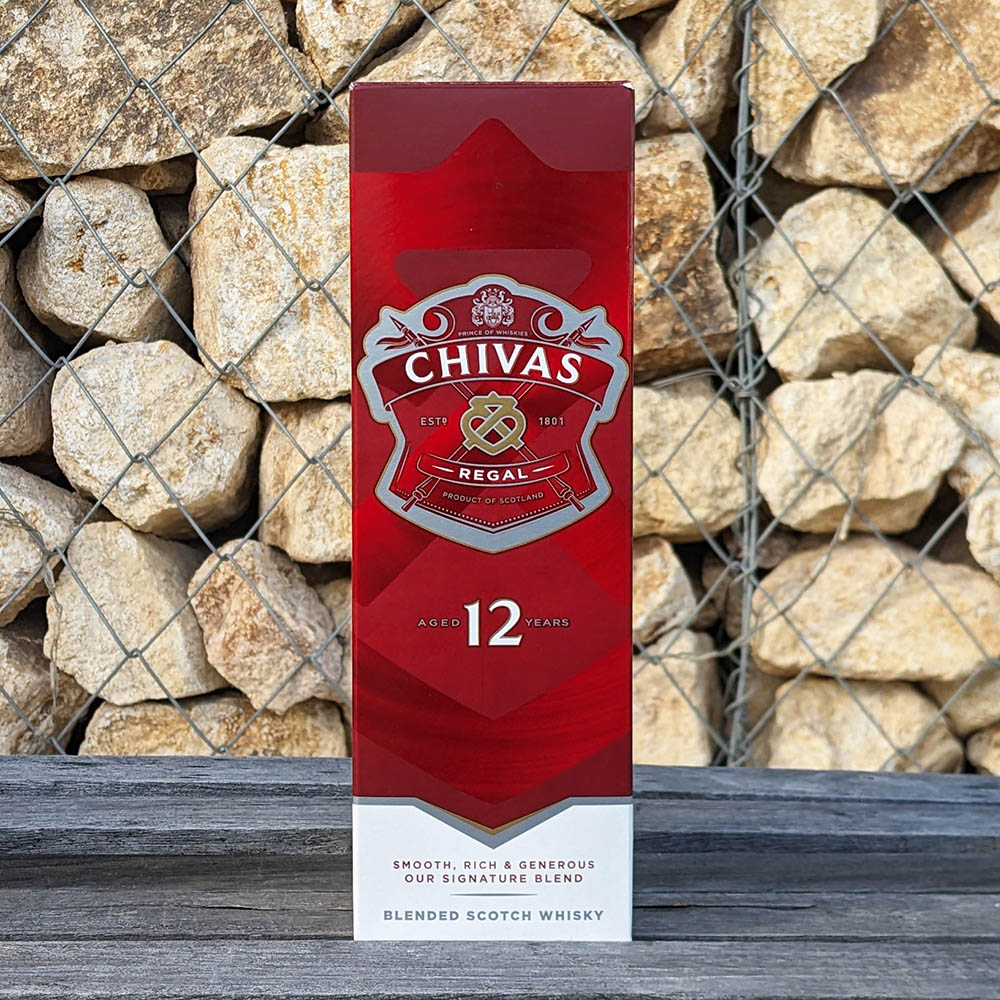 PRINCE OF WHISKIES
CHIVAS
ESTD 1801
REGAL
PRODUCT OF SCOTLAND
AGED 12 YEARS
SMOOTH, RICH & GENEROUS
OUR SIGNATURE BLEND
BLENDED SCOTCH WHISKY